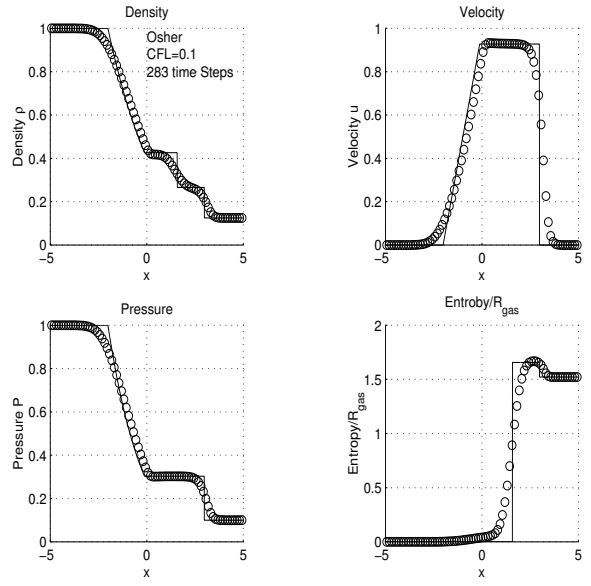 Density
Osher
CFL=0.1
283 time Steps
Density ρ
1
0.8
0.6
0.4
0.2
0
−5
0
5
x
Velocity
Velocity u
1
0.8
0.6
0.4
0.2
0
−5
0
5
x
Pressure
Pressure P
1
0.8
0.6
0.4
0.2
0
−5
0
5
x
Entroby/R_gas
Entropy/R_gas
2
1.5
1
0.5
0
−5
0
5
x